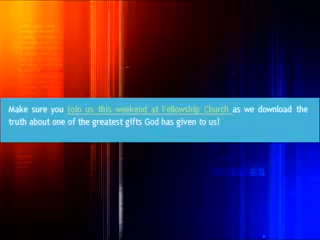 Make sure you join us this weekend at Fellowship Church as we download the
truth about one of the greatest gifts God has given to us!